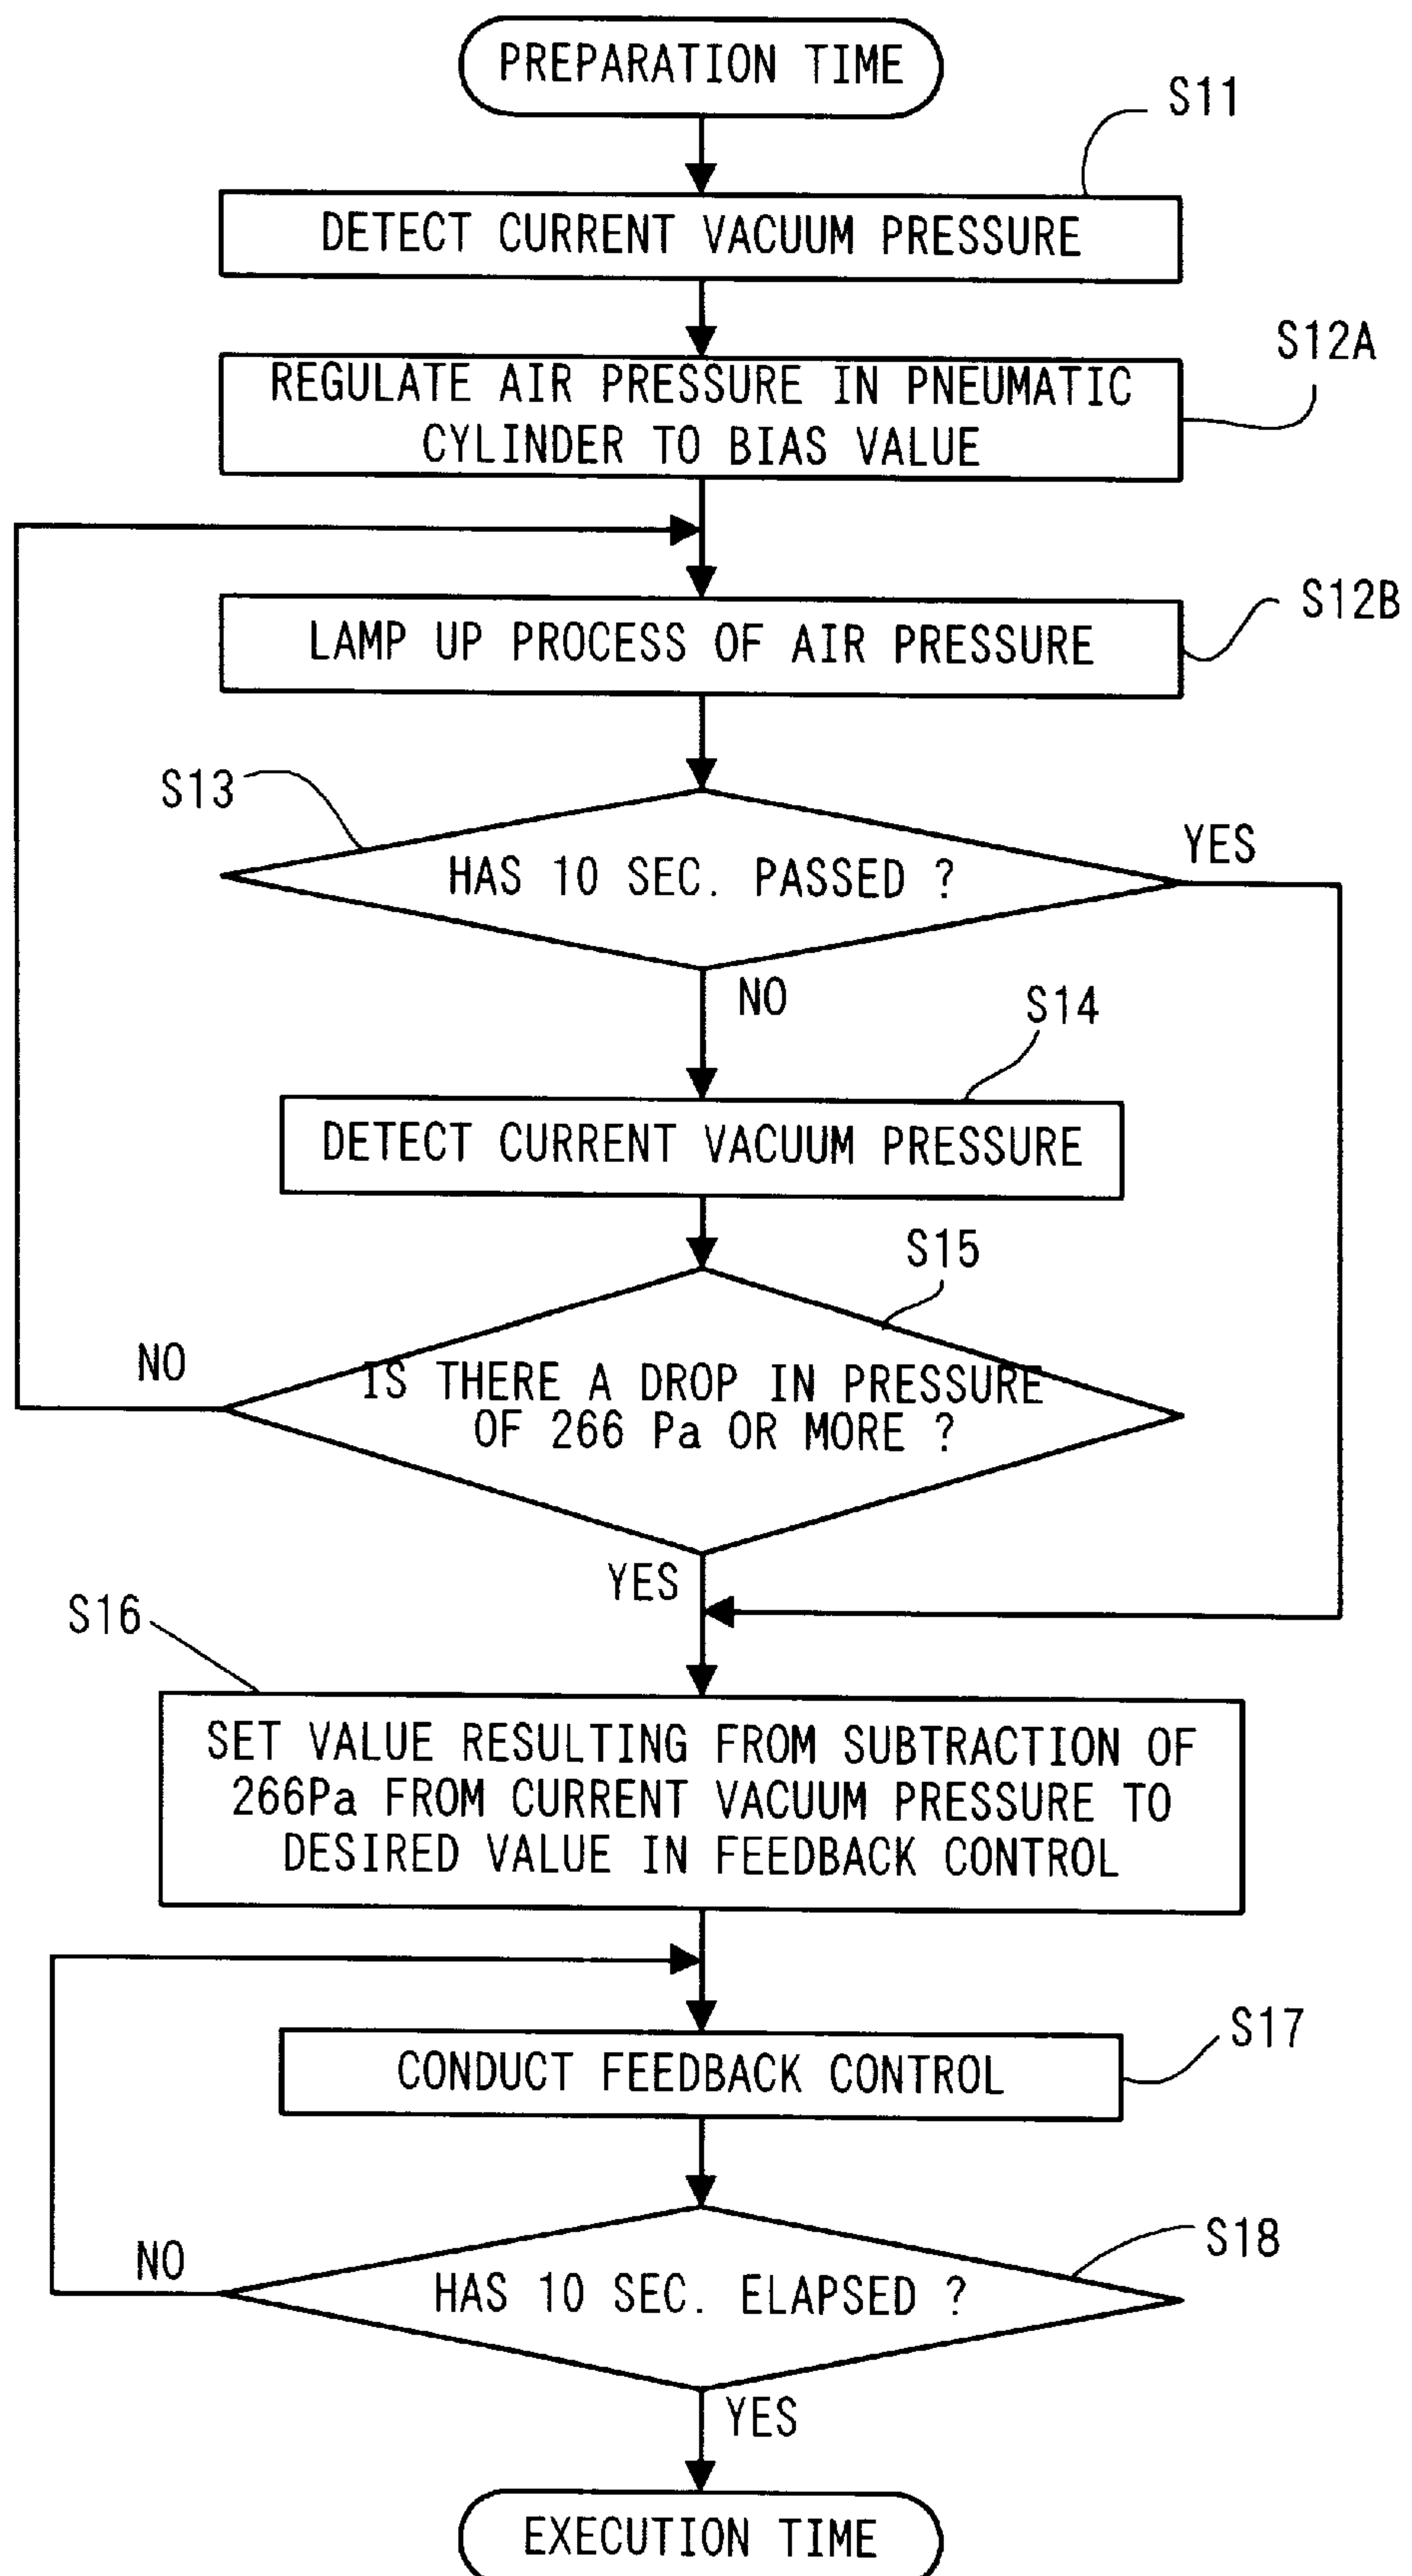 PREPARATION TIME
S11
DETECT CURRENT VACUUM PRESSURE
S12A
REGULATE AIR PRESSURE IN PNEUMATIC
CYLINDER TO BIAS VALUE
S12B
LAMP UP PROCESS OF AIR PRESSURE
S13
YES
HAS 10 SEC. PASSED ?
NO
S14
DETECT CURRENT VACUUM PRESSURE
S15
NO
IS THERE A DROP IN PRESSURE
OF 266 Pa OR MORE ?
YES
S16
SET VALUE RESULTING FROM SUBTRACTION OF
266Pa FROM CURRENT VACUUM PRESSURE TO
DESIRED VALUE IN FEEDBACK CONTROL
S17
CONDUCT FEEDBACK CONTROL
S18
NO
HAS 10 SEC. ELAPSED ?
YES
EXECUTION TIME